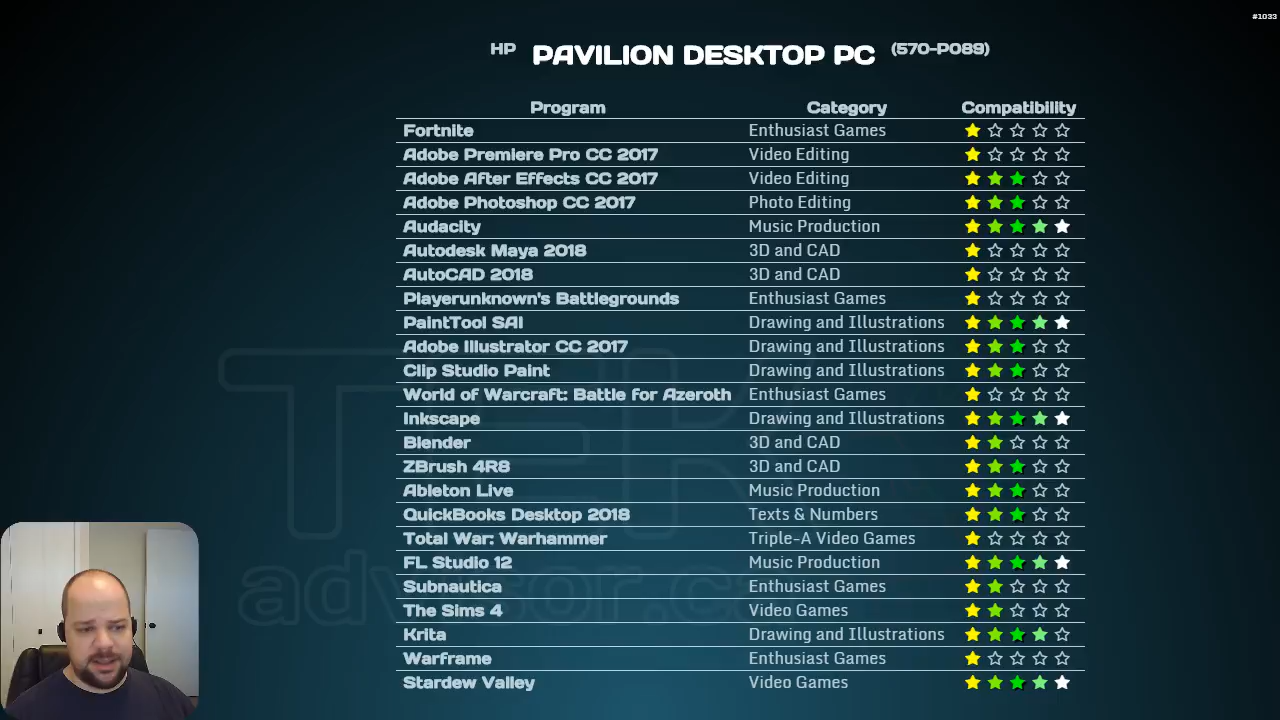 #1033
HP PAVILION DESKTOP PC (570-P089)
Program Category Compatibility
Fortnite Enthusiast Games
Adobe Premiere Pro CC 2017 Video Editing
Adobe After Effects CC 2017 Video Editing
Adobe Photoshop CC 2017 Photo Editing
Audacity Music Production
Autodesk Maya 2018 3D and CAD
AutoCAD 2018 3D and CAD
Playerunknown's Battlegrounds Enthusiast Games
PaintTool SAI Drawing and Illustrations
Adobe Illustrator CC 2017 Drawing and Illustrations
Clip Studio Paint Drawing and Illustrations
World of Warcraft: Battle for Azeroth Enthusiast Games
Inkscape Drawing and Illustrations
Blender 3D and CAD
ZBrush 4R8 3D and CAD
Ableton Live Music Production
QuickBooks Desktop 2018 Texts & Numbers
Total War: Warhammer Triple-A Video Games
FL Studio 12 Music Production
Subnautica Enthusiast Games
The Sims 4 Video Games
Krita Drawing and Illustrations
Warframe Enthusiast Games
Stardew Valley Video Games